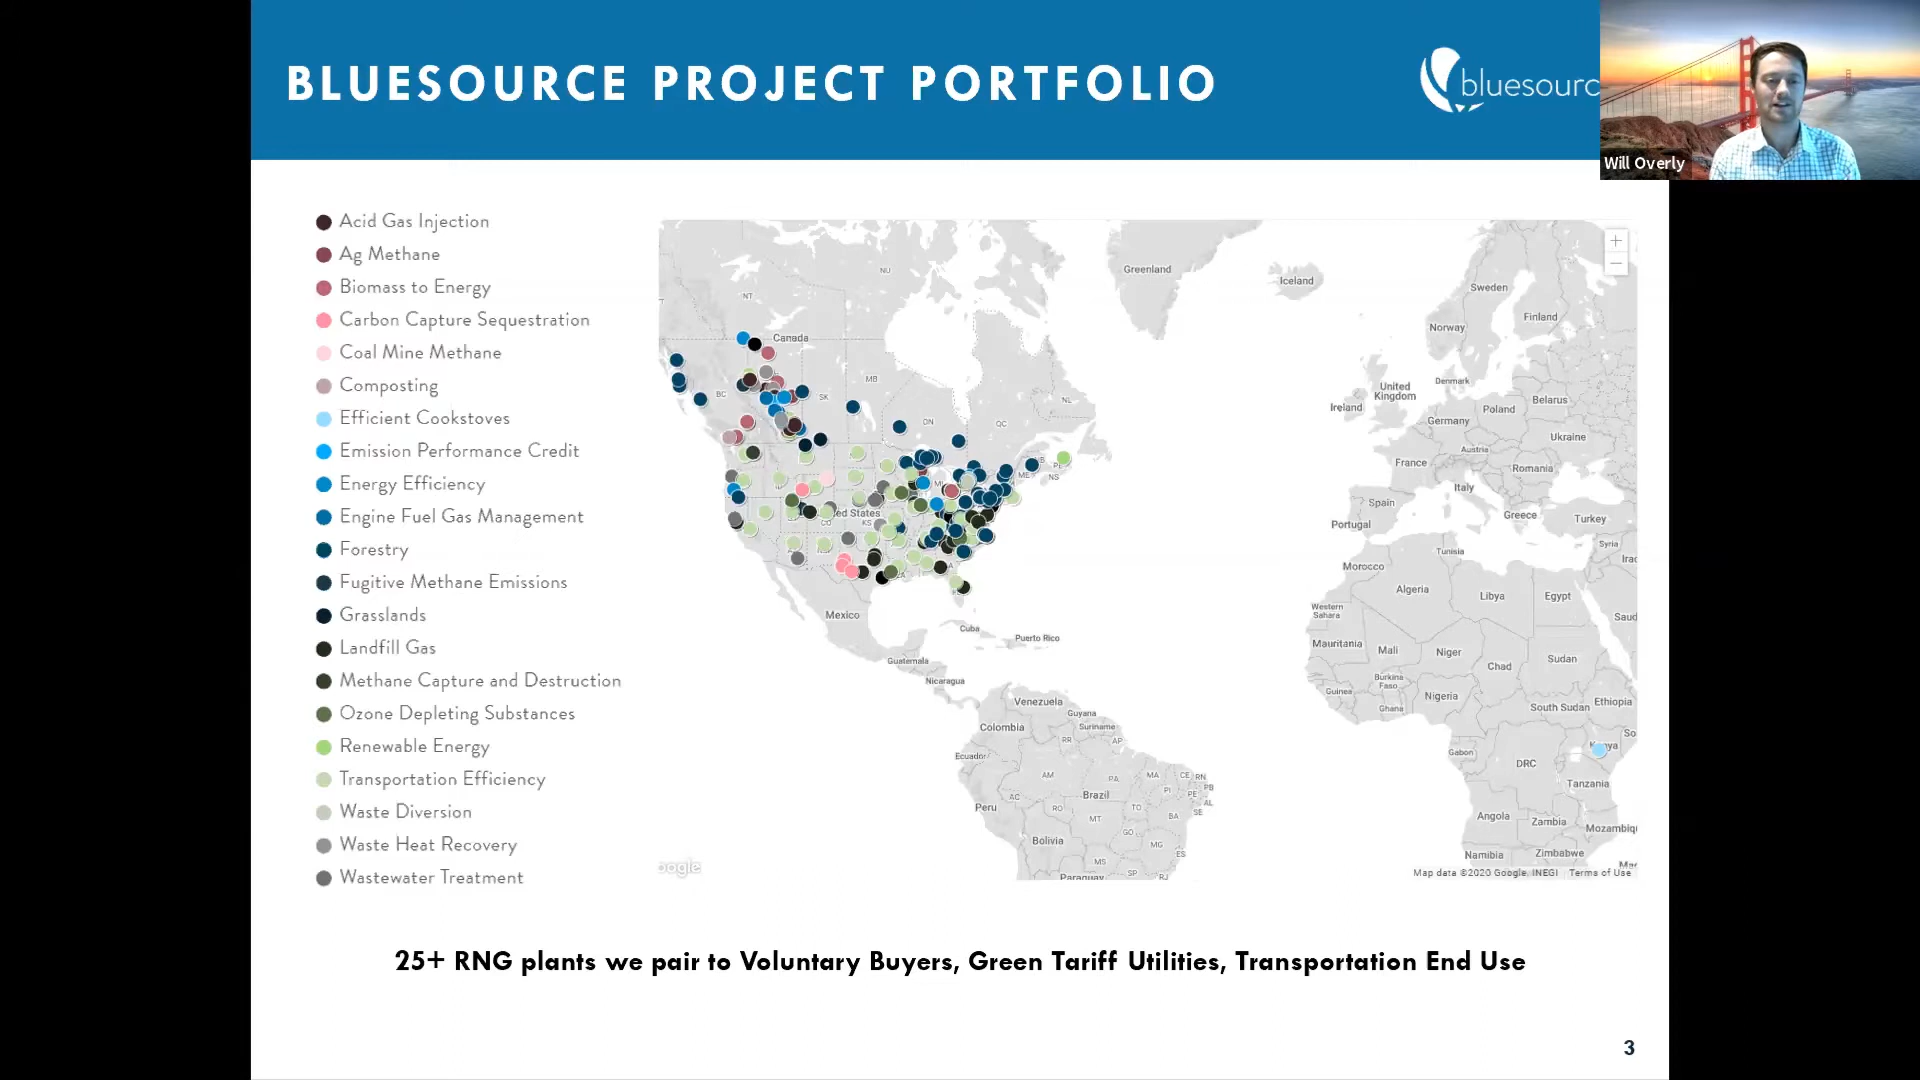 BLUESOURCE PROJECT PORTFOLIO
bluesourc
Will Overly
Acid Gas Injection
Ag Methane
Biomass to Energy
Carbon Capture Sequestration
Coal Mine Methane
Composting
Efficient Cookstoves
Emission Performance Credit
Energy Efficiency
Engine Fuel Gas Management
Forestry
Fugitive Methane Emissions
Grasslands
Landfill Gas
Methane Capture and Destruction
Ozone Depleting Substances
Renewable Energy
Transportation Efficiency
Waste Diversion
Waste Heat Recovery
Wastewater Treatment
Greenland
Iceland
Sweden
Finland
Norway
NU
NT
Canada
BC
SK
MB
ON
QC
NL
NS
ME
United Kingdom
Ireland
Denmark
Poland
Belarus
Germany
Ukraine
Austria
France
Romania
Italy
Spain
Portugal
Greece
Turkey
Syria
Tunisia
Morocco
Algeria
Libya
Egypt
Western Sahara
Saud
Mauritania
Mali
Niger
Chad
Sudan
Burkina Faso
Guinea
Ghana
Nigeria
South Sudan
Ethiopia
Gabon
DRC
Tanzania
Angola
Zambia
Mozambiq
Namibia
Zimbabwe
ed States
CO
KS
Mexico
Cuba
Puerto Rico
Guatemala
Nicaragua
Venezuela
Guyana
Colombia
Suriname
RR
AP
Ecuador
AM
PA
MA
CE
RN
PB
PE
AL
SE
PI
AC
RO
TO
BA
Peru
Brazil
MT
GO
Bolivia
MG
ES
MS
SP
RJ
Paraguay
oogle
Map data ©2020 Google, INEGI Terms of Use
25+ RNG plants we pair to Voluntary Buyers, Green Tariff Utilities, Transportation End Use
3